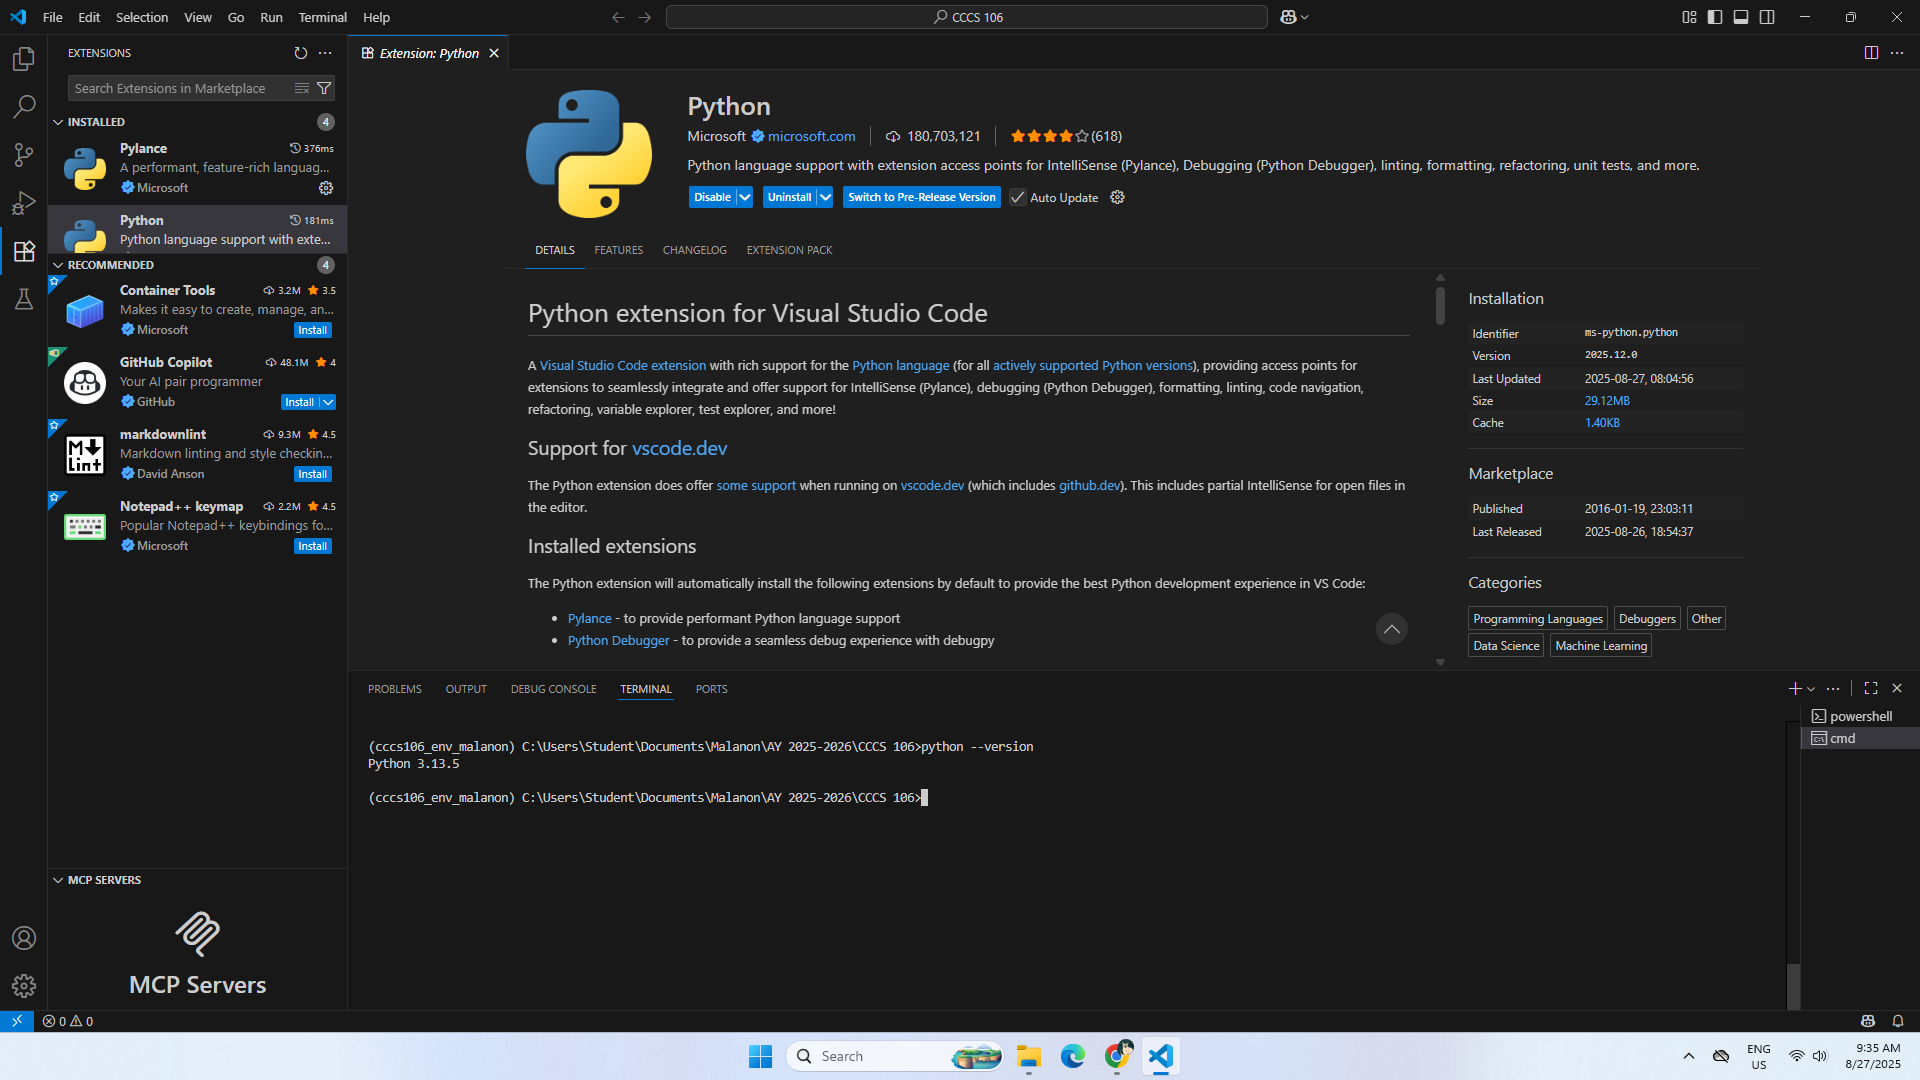 File Edit Selection View Go Run Terminal Help
CCCS 106
EXTENSIONS
Search Extensions in Marketplace
INSTALLED 4
Pylance 376ms
A performant, feature-rich languag...
Microsoft
Python 181ms
Python language support with exte...
RECOMMENDED 4
Container Tools 3.2M 3.5
Makes it easy to create, manage, an...
Microsoft Install
GitHub Copilot 48.1M 4
Your AI pair programmer
GitHub Install
markdownlint 9.3M 4.5
Markdown linting and style checkin...
David Anson Install
Notepad++ keymap 2.2M 4.5
Popular Notepad++ keybindings fo...
Microsoft Install
MCP SERVERS
MCP Servers
Extension: Python
Python
Microsoft microsoft.com 180,703,121 (618)
Python language support with extension access points for IntelliSense (Pylance), Debugging (Python Debugger), linting, formatting, refactoring, unit tests, and more.
Disable Uninstall Switch to Pre-Release Version Auto Update
DETAILS FEATURES CHANGELOG EXTENSION PACK
Python extension for Visual Studio Code
A Visual Studio Code extension with rich support for the Python language (for all actively supported Python versions), providing access points for
extensions to seamlessly integrate and offer support for IntelliSense (Pylance), debugging (Python Debugger), formatting, linting, code navigation,
refactoring, variable explorer, test explorer, and more!
Support for vscode.dev
The Python extension does offer some support when running on vscode.dev (which includes github.dev). This includes partial IntelliSense for open files in
the editor.
Installed extensions
The Python extension will automatically install the following extensions by default to provide the best Python development experience in VS Code:
• Pylance - to provide performant Python language support
• Python Debugger - to provide a seamless debug experience with debugpy
Installation
Identifier ms-python.python
Version 2025.12.0
Last Updated 2025-08-27, 08:04:56
Size 29.12MB
Cache 1.40KB
Marketplace
Published 2016-01-19, 23:03:11
Last Released 2025-08-26, 18:54:37
Categories
Programming Languages Debuggers Other
Data Science Machine Learning
PROBLEMS OUTPUT DEBUG CONSOLE TERMINAL PORTS
powershell
cmd
(cccs106_env_malanon) C:\Users\Student\Documents\Malanon\AY 2025-2026\CCCS 106>python --version
Python 3.13.5
(cccs106_env_malanon) C:\Users\Student\Documents\Malanon\AY 2025-2026\CCCS 106>
0 0
Search
ENG
US
9:35 AM
8/27/2025
M
Lint